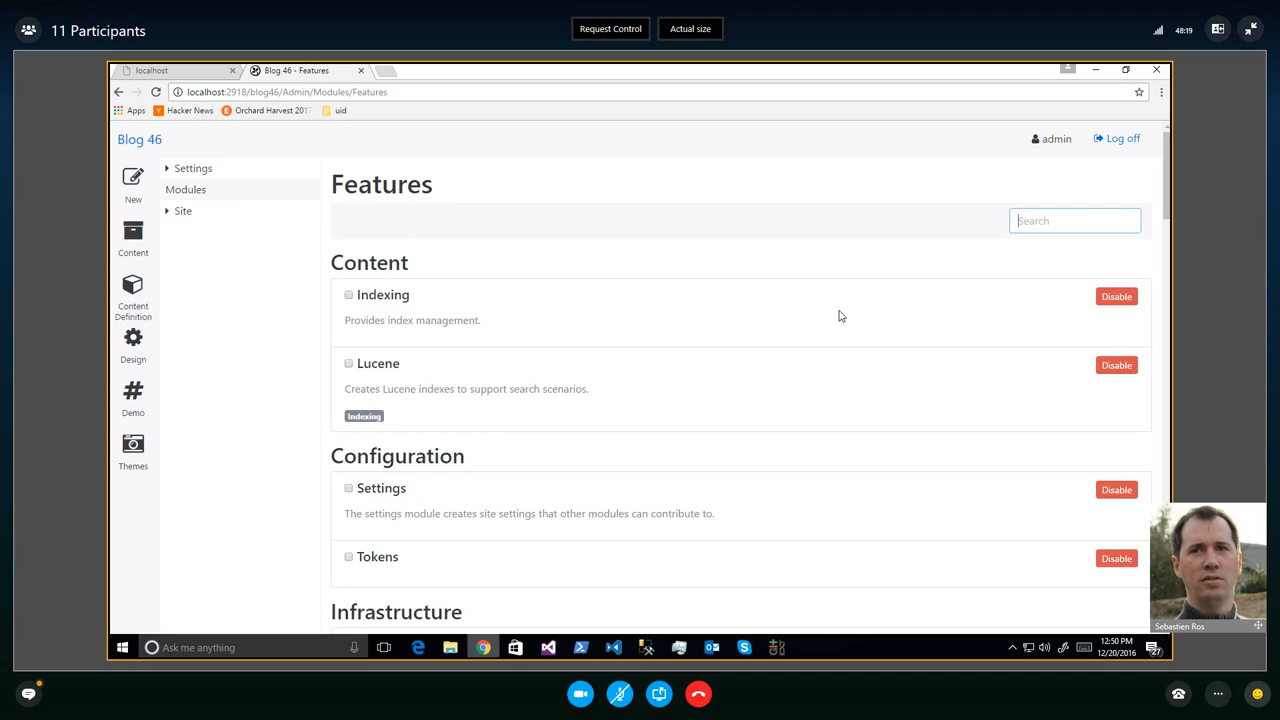 11 Participants
Request Control
Actual size
48:19
localhost
Blog 46 - Features
localhost:2918/blog46/Admin/Modules/Features
Apps
Hacker News
Orchard Harvest 2017
uid
Blog 46
admin
Log off
New
Content
Content
Definition
Design
Demo
Themes
Settings
Modules
Site
Features
Search
Content
Indexing
Disable
Provides index management.
Lucene
Disable
Creates Lucene indexes to support search scenarios.
Indexing
Configuration
Settings
Disable
The settings module creates site settings that other modules can contribute to.
Tokens
Disable
Infrastructure
Sebastien Ros
Ask me anything
12:50 PM
12/20/2016
27